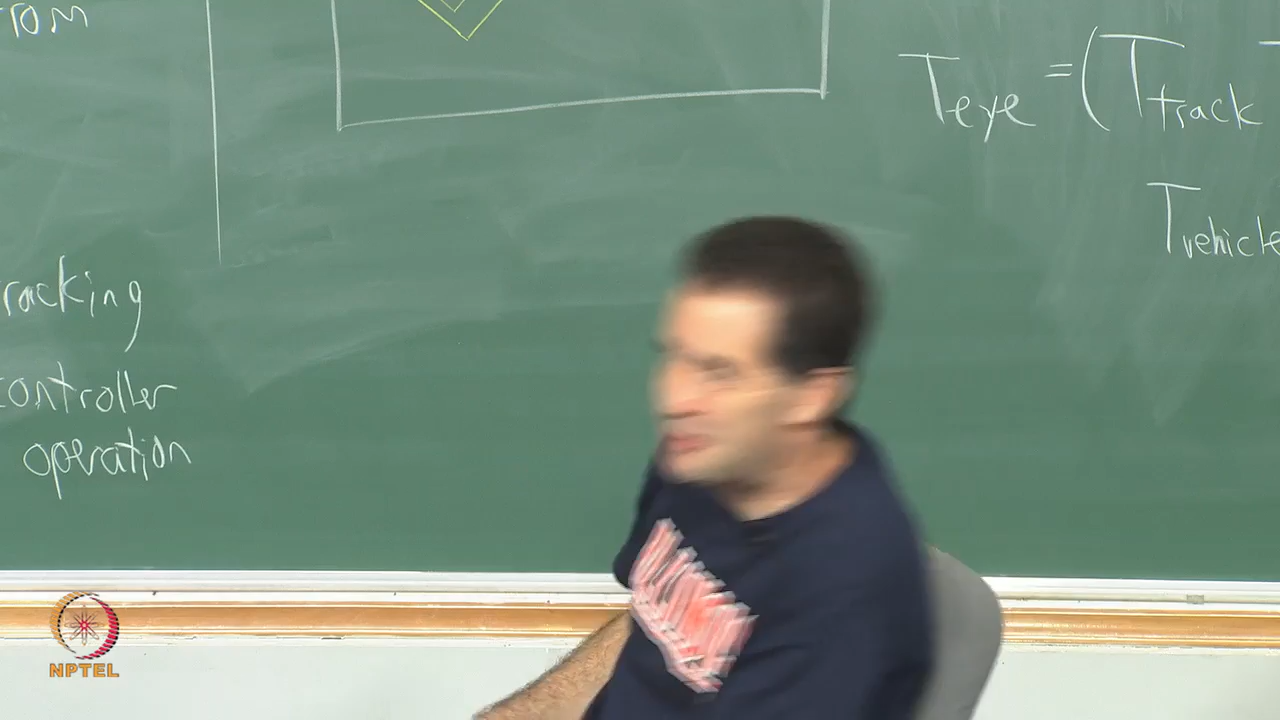 rom
racking
controller
operation
Teye = (Ttrack T
Tvehicle
NPTEL